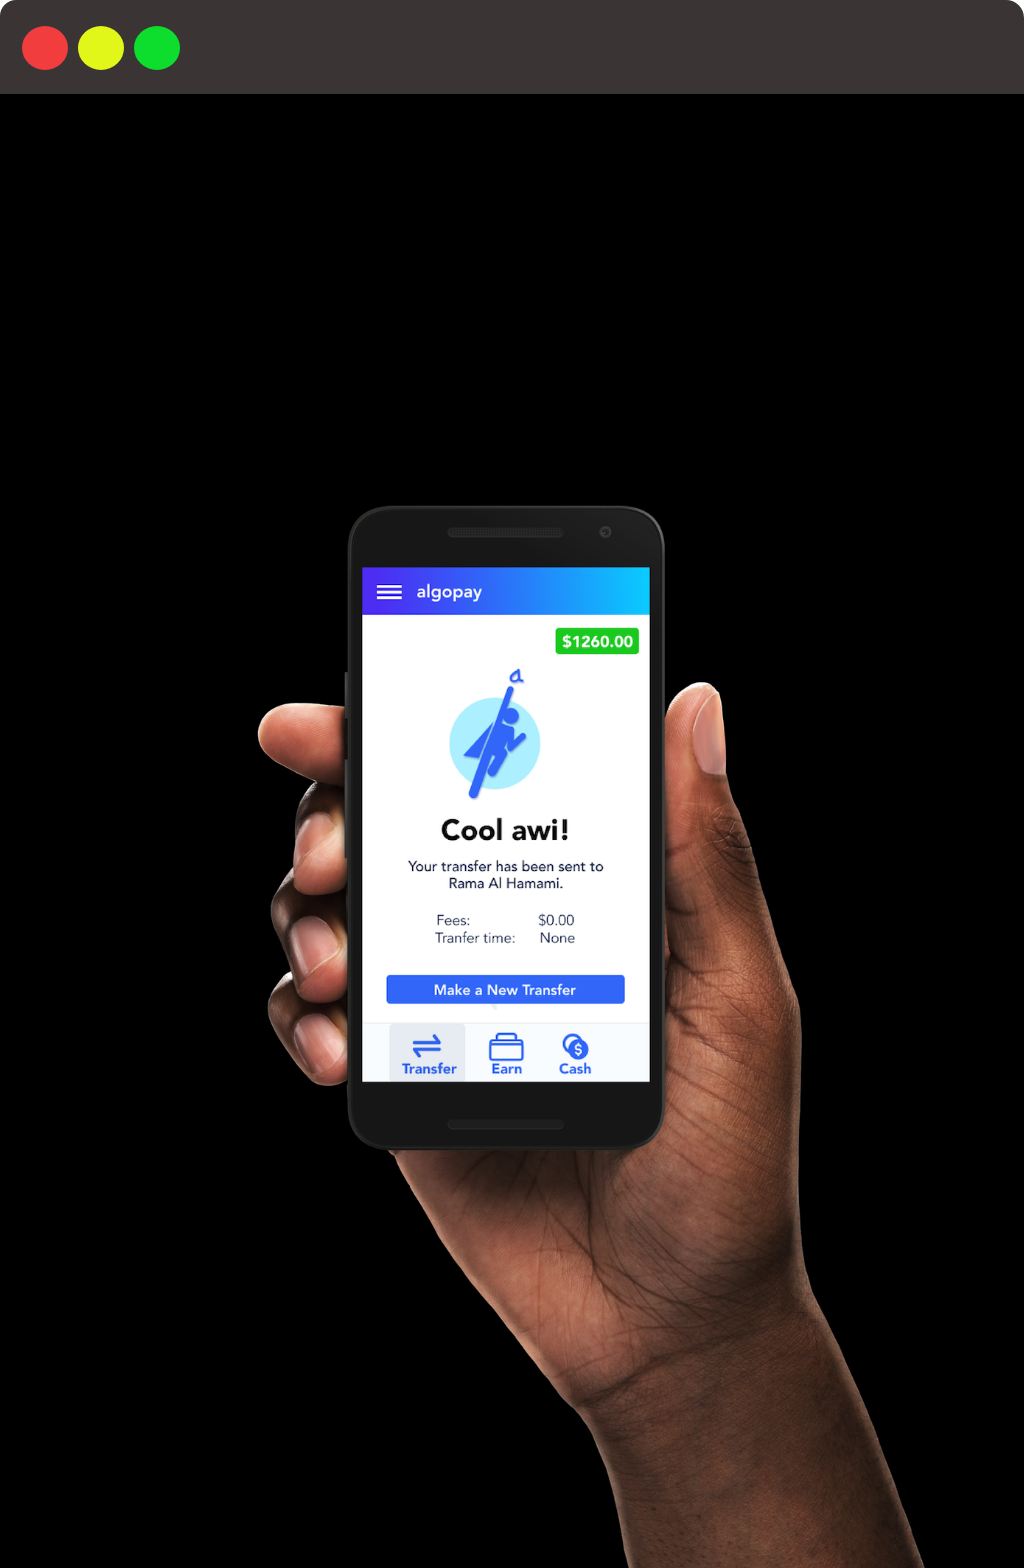 algopay
$1260.00
a
Cool awi!
Your transfer has been sent to
Rama Al Hamami.
Fees: $0.00
Tranfer time: None
Make a New Transfer
Transfer Earn Cash